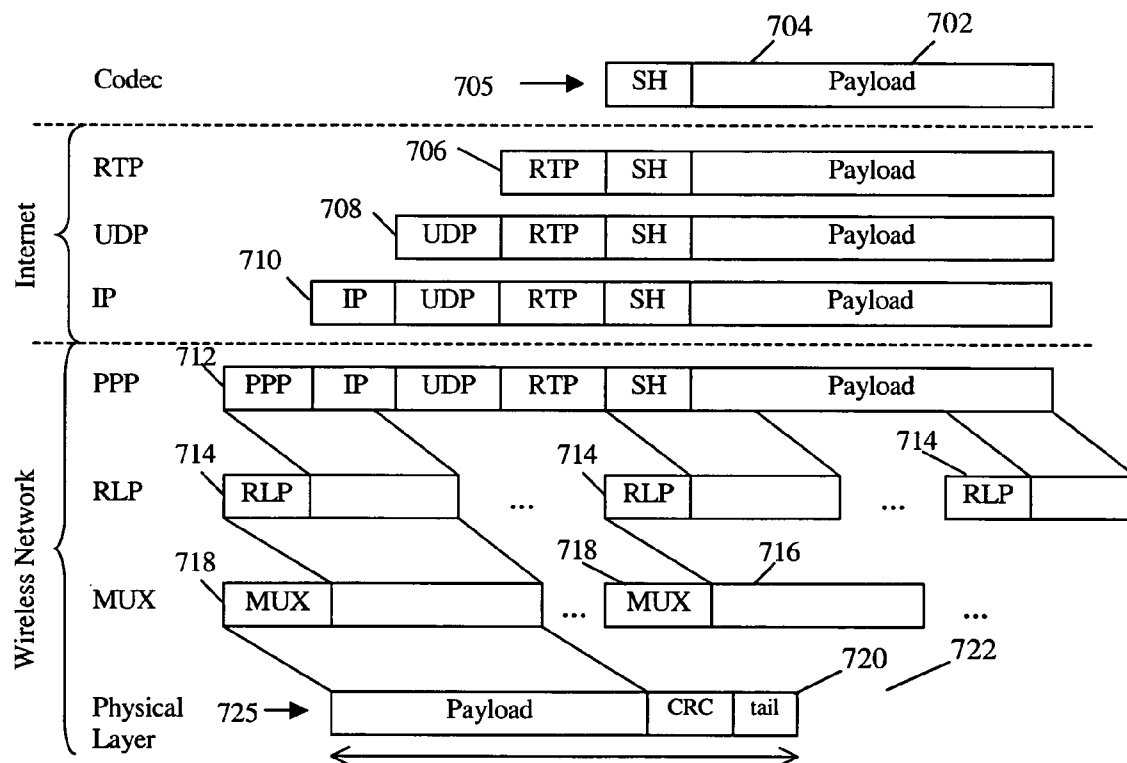 704 702
Codec 705 SH Payload
706
RTP RTP SH Payload
708
UDP UDP RTP SH Payload
710
IP IP UDP RTP SH Payload
Internet
712
PPP PPP IP UDP RTP SH Payload
714 714 714
RLP RLP ... RLP ... RLP
718 718 716
MUX MUX ... MUX ...
Wireless Network
720 722
Physical Layer 725 Payload CRC tail